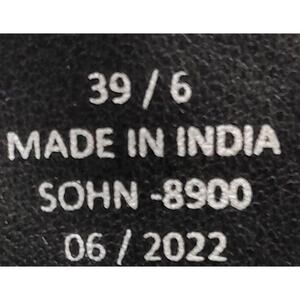 39 / 6
MADE IN INDIA
SOHN -8900
06 / 2022